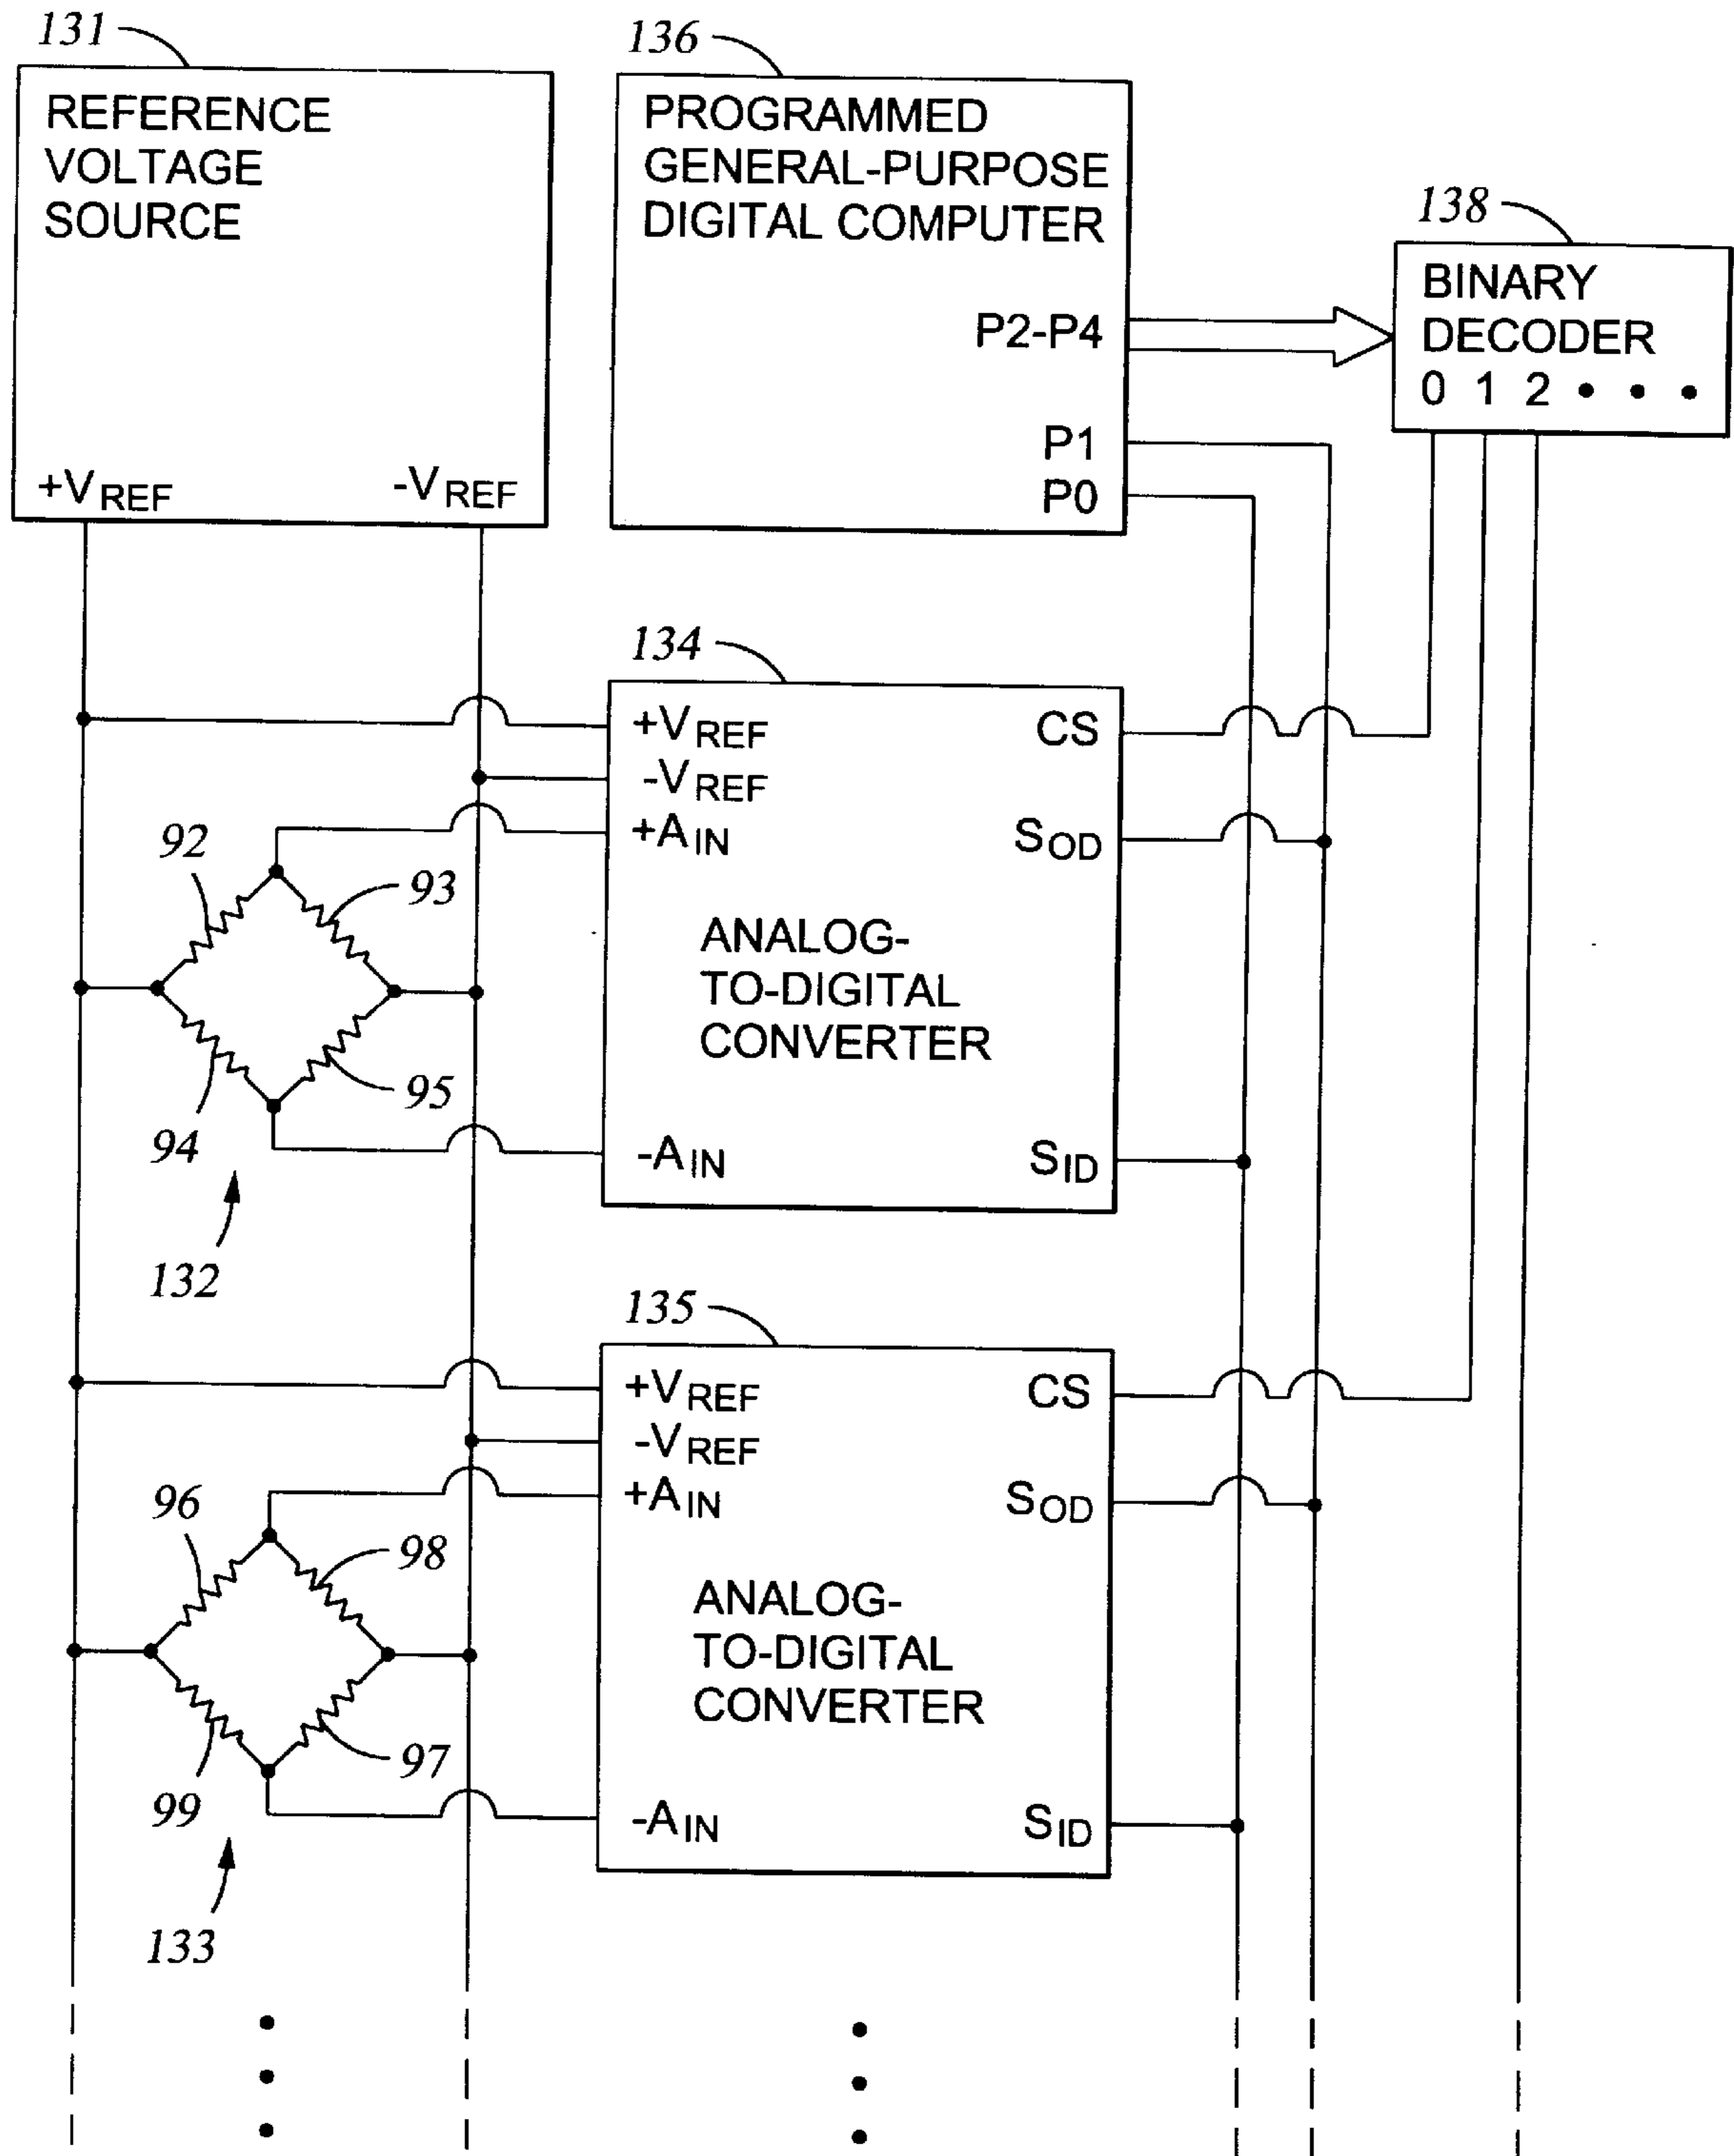 131
REFERENCE
VOLTAGE
SOURCE
+VREF
-VREF
136
PROGRAMMED
GENERAL-PURPOSE
DIGITAL COMPUTER
P2-P4
P1
P0
138
BINARY
DECODER
0 1 2 • • •
134
+VREF
-VREF
+AIN
CS
SOD
ANALOG-
TO-DIGITAL
CONVERTER
-AIN
SID
92
93
94
95
132
135
+VREF
-VREF
+AIN
CS
SOD
ANALOG-
TO-DIGITAL
CONVERTER
-AIN
SID
96
98
99
97
133